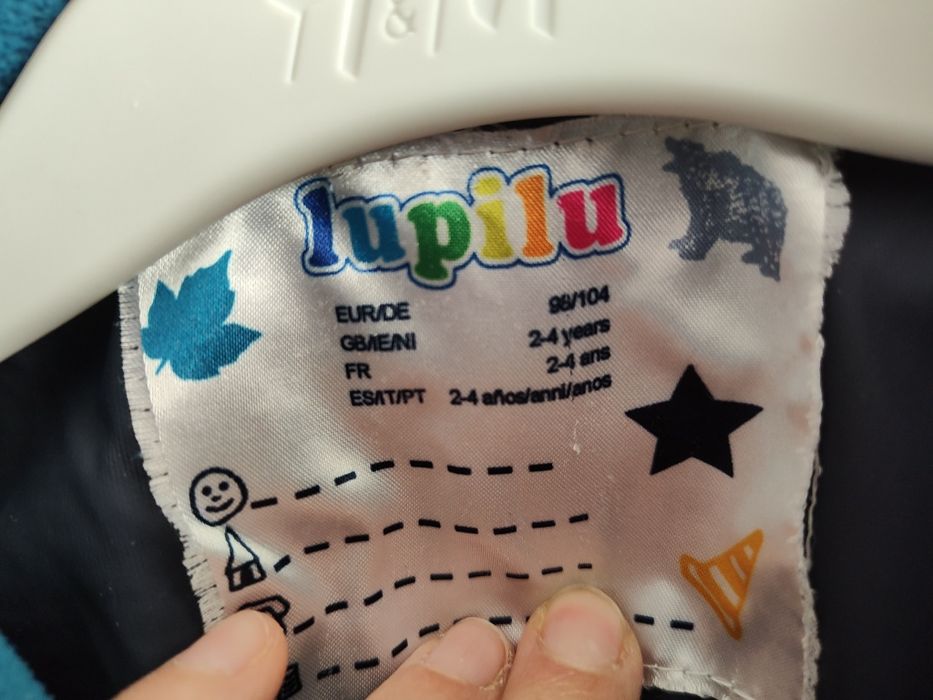 H&M
lupilu
EUR/DE 98/104
GB/IE/NI 2-4 years
FR 2-4 ans
ES/IT/PT 2-4 años/anni/anos